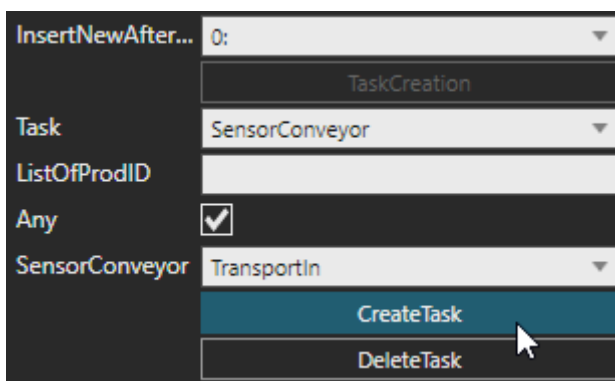 InsertNewAfter... 0:
TaskCreation
Task SensorConveyor
ListOfProdID
Any
SensorConveyor TransportIn
CreateTask
DeleteTask